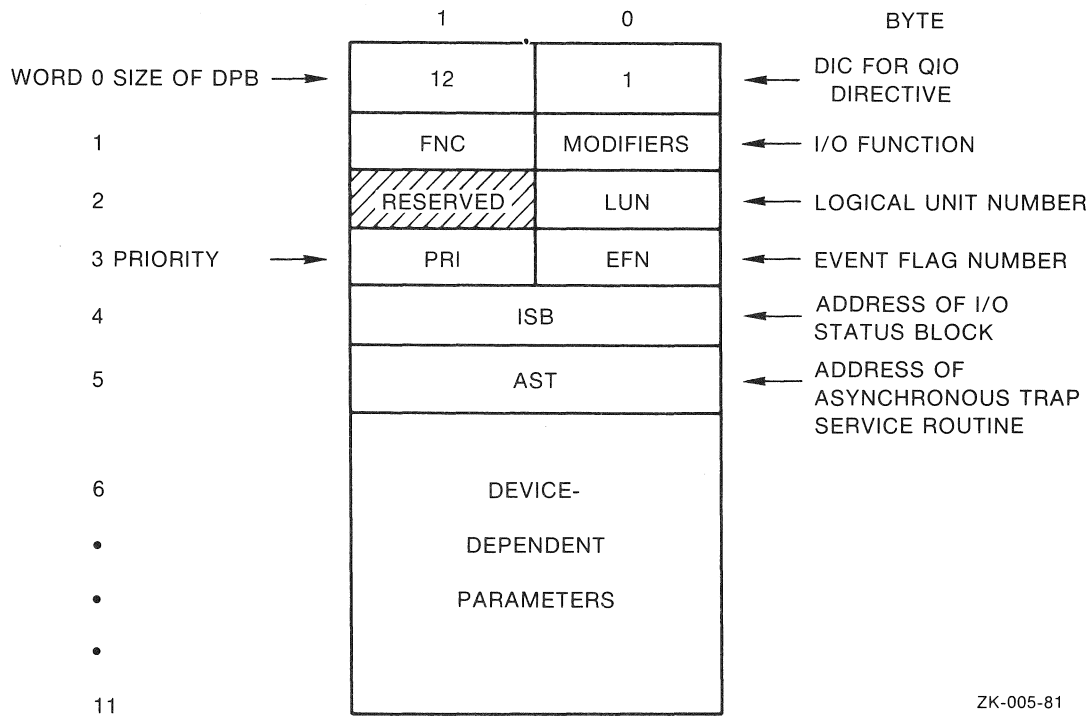 1 0 BYTE
WORD 0 SIZE OF DPB 12 1 DIC FOR QIO
DIRECTIVE
1 FNC MODIFIERS I/O FUNCTION
2 RESERVED LUN LOGICAL UNIT NUMBER
3 PRIORITY PRI EFN EVENT FLAG NUMBER
4 ISB ADDRESS OF I/O
STATUS BLOCK
5 AST ADDRESS OF
ASYNCHRONOUS TRAP
SERVICE ROUTINE
6 DEVICE-
• DEPENDENT
• PARAMETERS
•
11 ZK-005-81